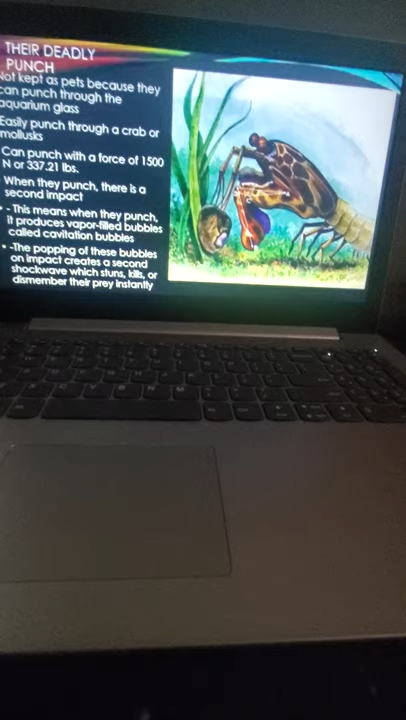 THEIR DEADLY
PUNCH
Not kept as pets because they
can punch through the
aquarium glass
Easily punch through a crab or
mollusks
Can punch with a force of 1500
N or 337.21 lbs.
When they punch, there is a
second impact
• - This means when they punch,
it produces vapor-filled bubbles
called cavitation bubbles
• -The popping of these bubbles
on impact creates a second
shockwave which stuns, kills, or
dismember their prey instantly